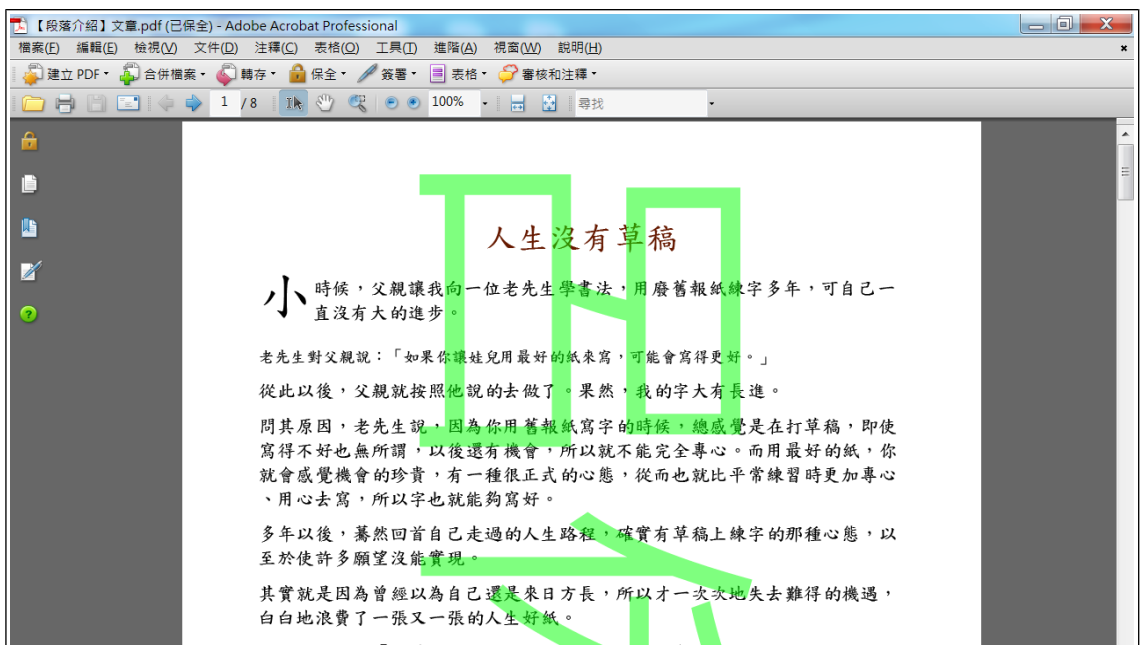 【段落介紹】文章.pdf (已保全) - Adobe Acrobat Professional
檔案(F) 編輯(E) 檢視(V) 文件(D) 注釋(C) 表格(O) 工具(T) 進階(A) 視窗(W) 說明(H)
建立 PDF 合併檔案 轉存 保全 簽署 表格 審核和注釋
1 / 8 100% 尋找
人生沒有草稿
小時候，父親讓我向一位老先生學書法，用廢舊報紙練字多年，可自己一
直沒有大的進步。
老先生對父親說：「如果你讓娃兒用最好的紙來寫，可能會寫得更好。」
從此以後，父親就按照他說的去做了。果然，我的字大有長進。
問其原因，老先生說，因為你用舊報紙寫字的時候，總感覺是在打草稿，即使
寫得不好也無所謂，以後還有機會，所以就不能完全專心。而用最好的紙，你
就會感覺機會的珍貴，有一種很正式的心態，從而也就比平常練習時更加專心
、用心去寫，所以字也就能夠寫好。
多年以後，驀然回首自己走過的人生路程，確實有草稿上練字的那種心態，以
至於使許多願望沒能實現。
其實就是因為曾經以為自己還是來日方長，所以才一次次地失去難得的機遇，
白白地浪費了一張又一張的人生好紙。